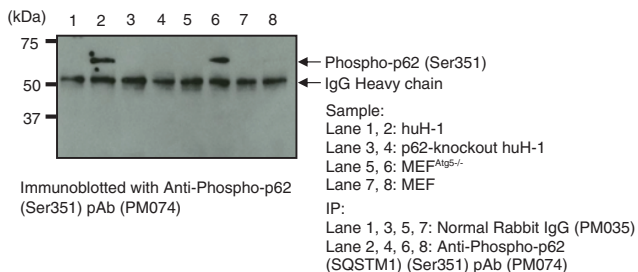 (kDa)
1 2 3 4 5 6 7 8
75
50
37
Phospho-p62 (Ser351)
IgG Heavy chain
Immunoblotted with Anti-Phospho-p62
(Ser351) pAb (PM074)
Sample:
Lane 1, 2: huH-1
Lane 3, 4: p62-knockout huH-1
Lane 5, 6: MEFAtg5-/-
Lane 7, 8: MEF
IP:
Lane 1, 3, 5, 7: Normal Rabbit IgG (PM035)
Lane 2, 4, 6, 8: Anti-Phospho-p62
(SQSTM1) (Ser351) pAb (PM074)